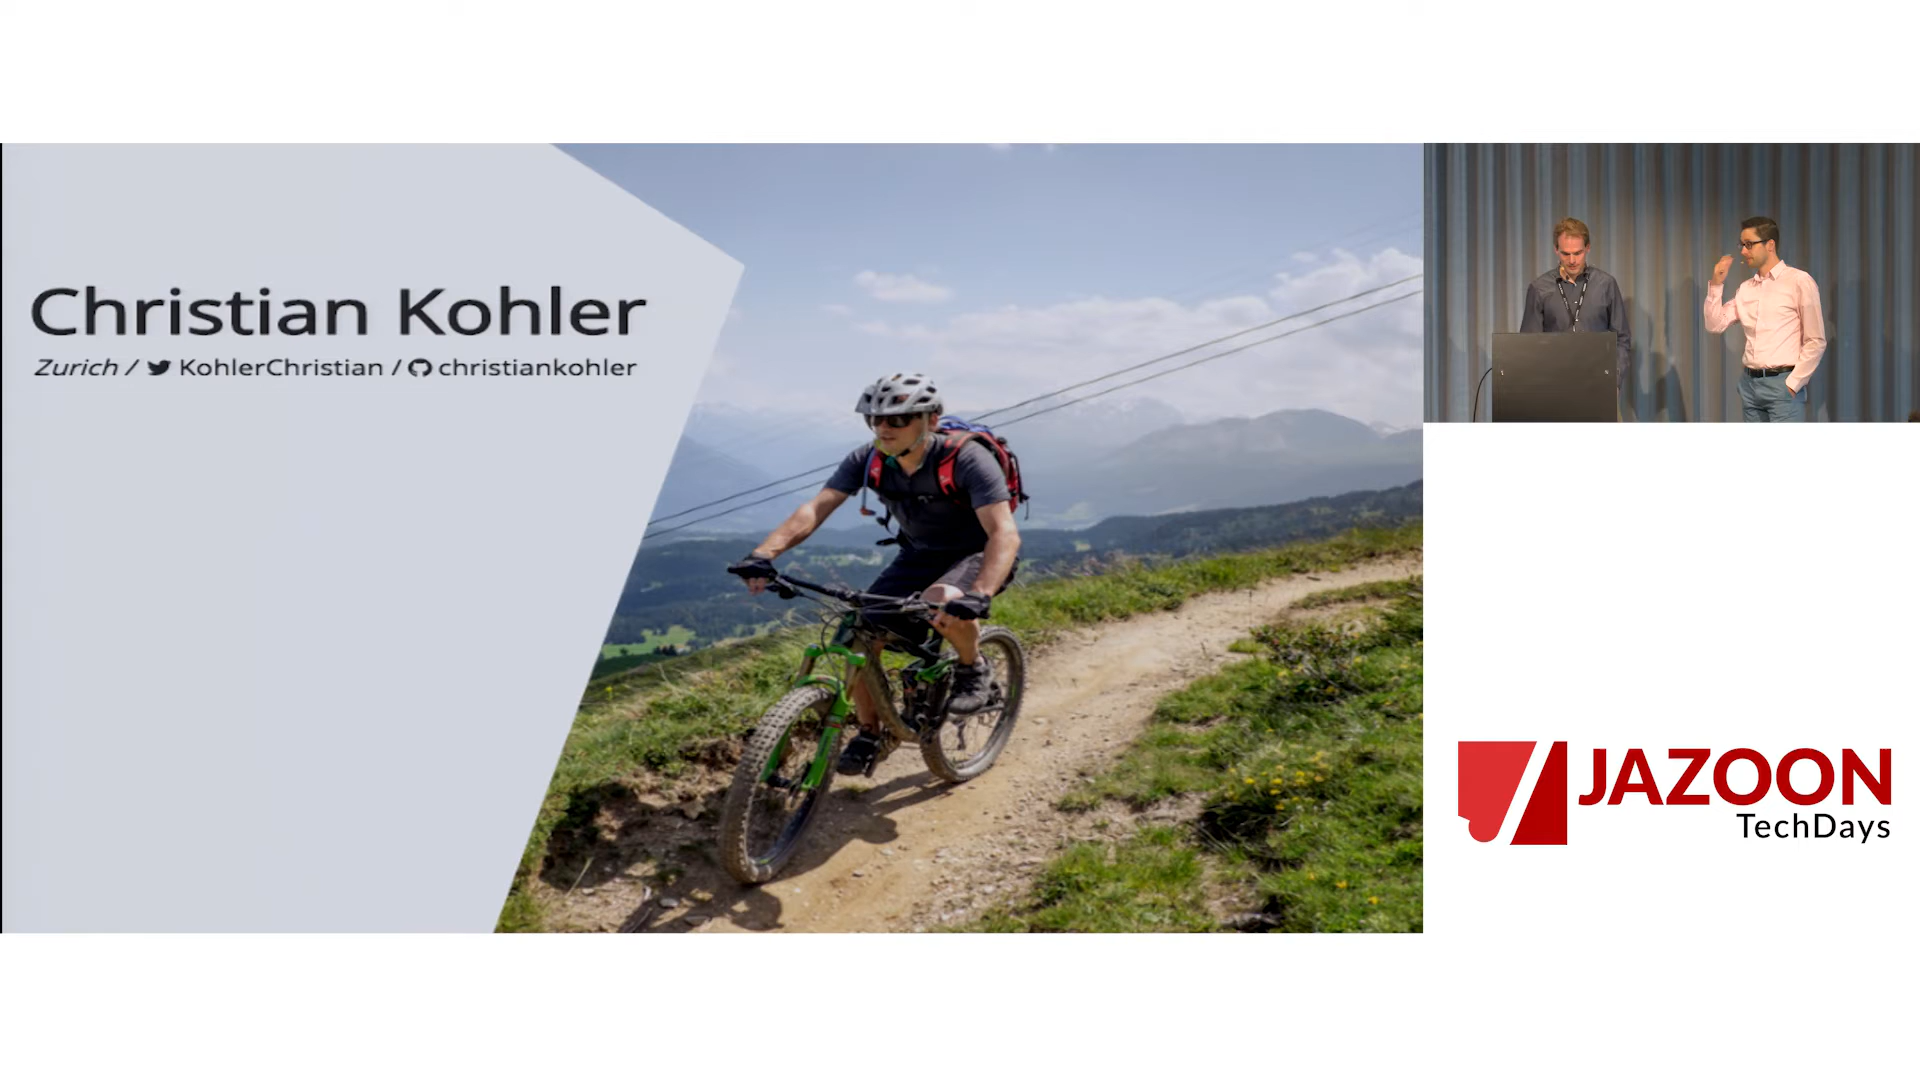 Christian Kohler
Zurich / KohlerChristian / christiankohler
JAZOON
TechDays